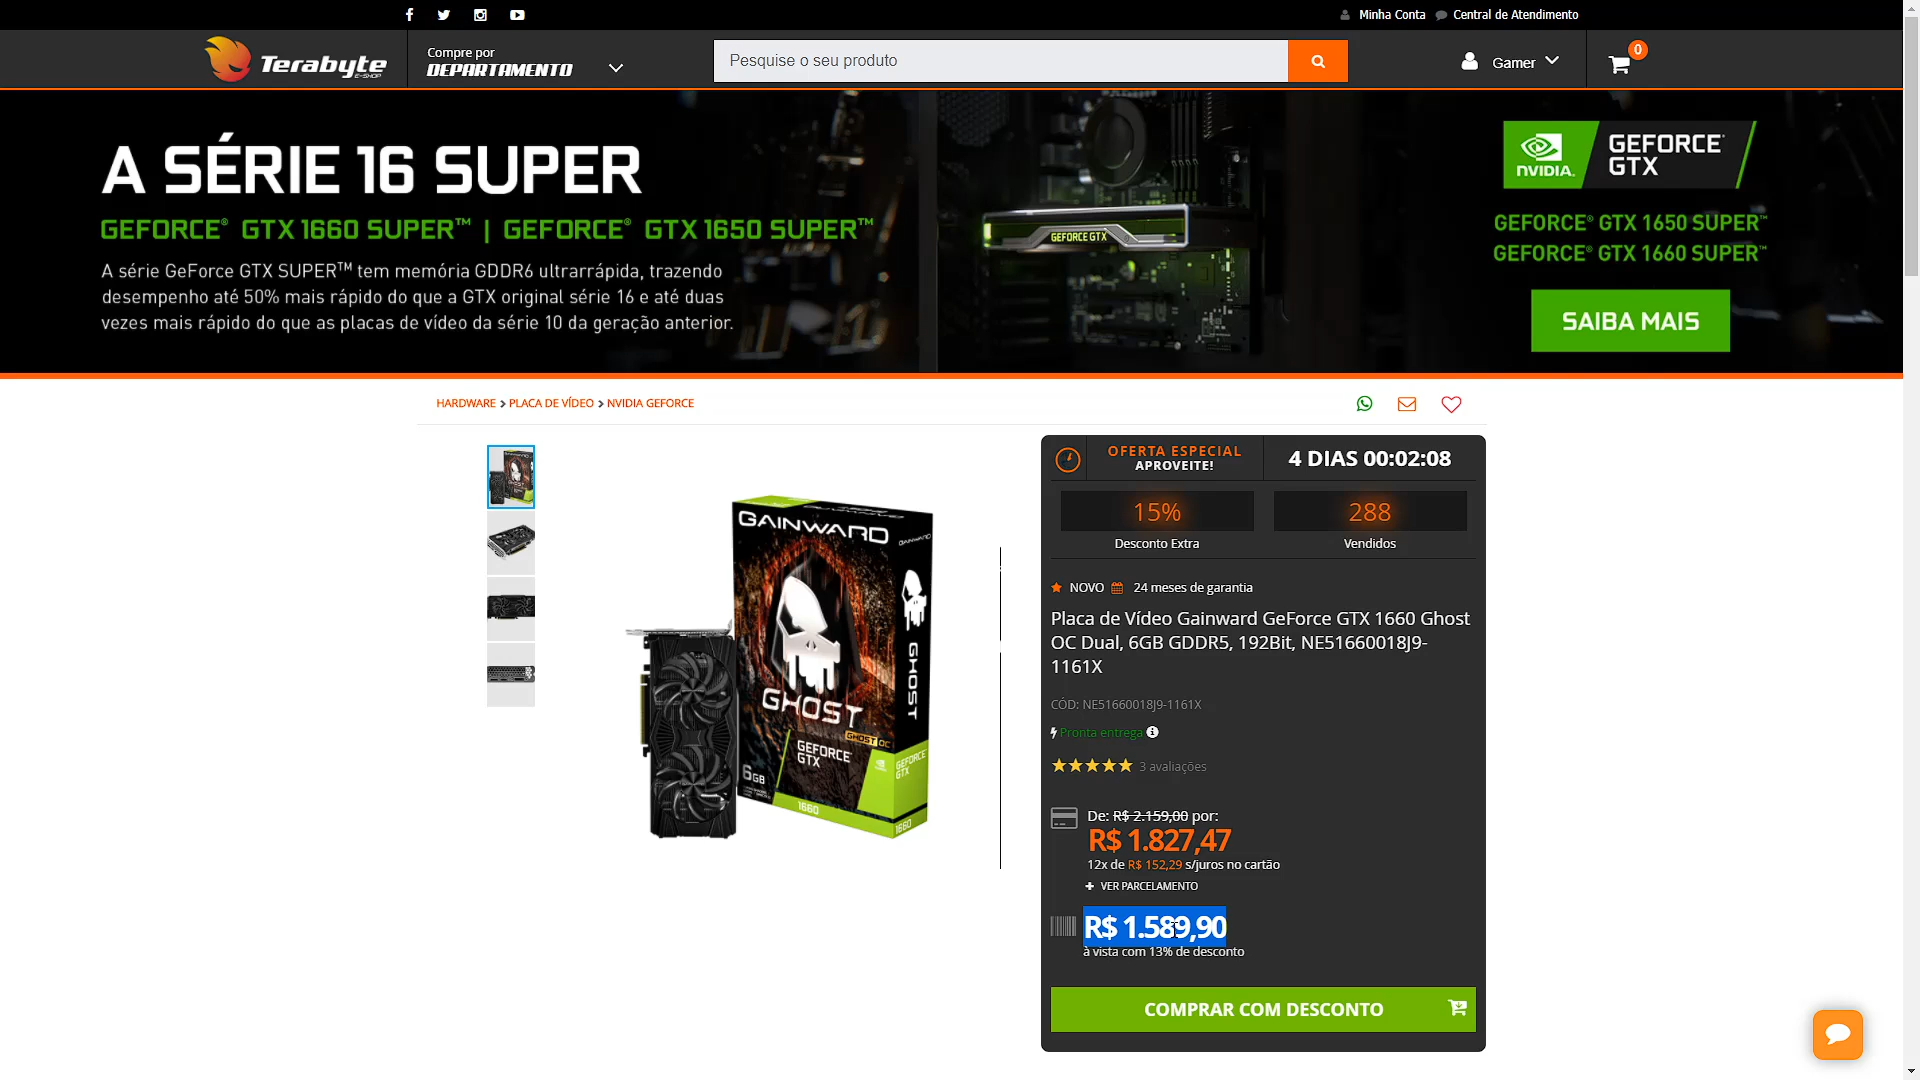 Minha Conta
Central de Atendimento
Terabyte
E-SHOP
Compre por
DEPARTAMENTO
Pesquise o seu produto
Gamer
0
A SÉRIE 16 SUPER
GEFORCE® GTX 1660 SUPER™ | GEFORCE® GTX 1650 SUPER™
A série GeForce GTX SUPER™ tem memória GDDR6 ultrarrápida, trazendo
desempenho até 50% mais rápido do que a GTX original série 16 e até duas
vezes mais rápido do que as placas de vídeo da série 10 da geração anterior.
GEFORCE GTX
NVIDIA.
GEFORCE®
GTX
GEFORCE® GTX 1650 SUPER™
GEFORCE® GTX 1660 SUPER™
SAIBA MAIS
HARDWARE > PLACA DE VÍDEO > NVIDIA GEFORCE
GAINWARD
GAINWARD
GHOST
GHOST
GHOST OC
GEFORCE
GTX
GEFORCE
GTX
6GB
1660
1660
OFERTA ESPECIAL
APROVEITE!
4 DIAS 00:02:08
15%
Desconto Extra
288
Vendidos
NOVO
24 meses de garantia
Placa de Vídeo Gainward GeForce GTX 1660 Ghost
OC Dual, 6GB GDDR5, 192Bit, NE51660018J9-
1161X
CÓD: NE51660018J9-1161X
Pronta entrega
3 avaliações
De: R$ 2.159,00 por:
R$ 1.827,47
12x de R$ 152,29 s/juros no cartão
+ VER PARCELAMENTO
R$ 1.589,90
à vista com 13% de desconto
COMPRAR COM DESCONTO